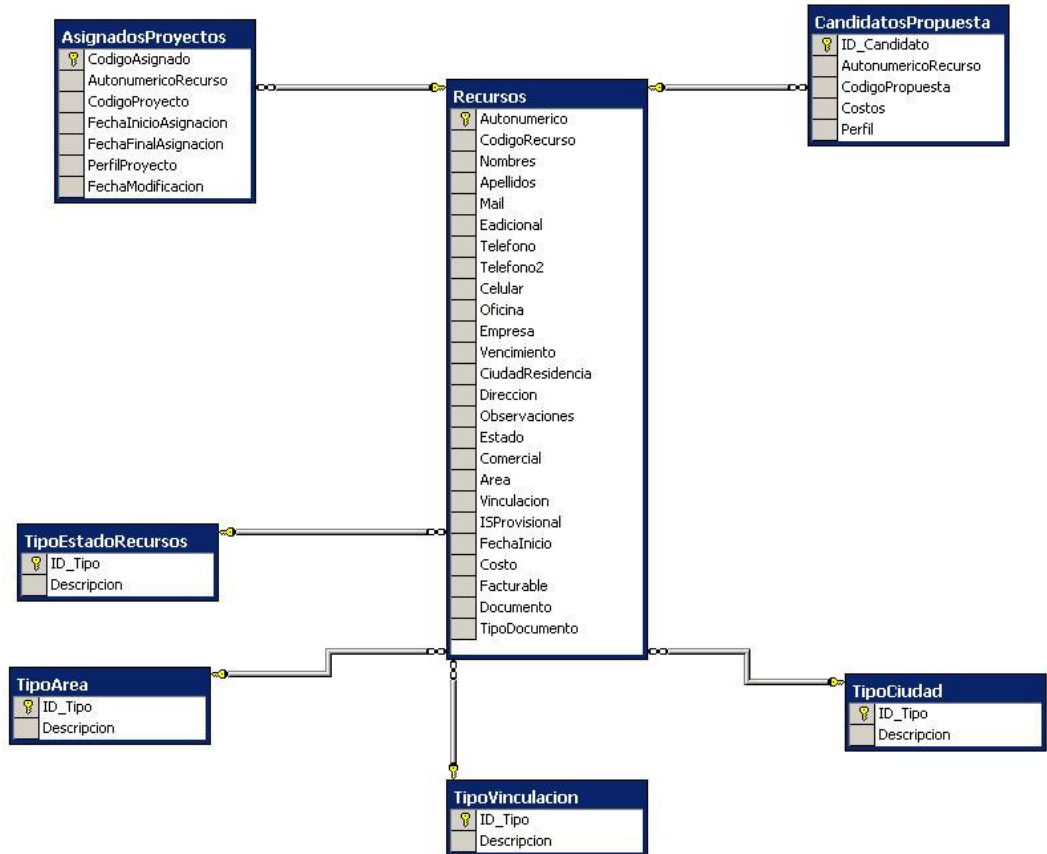 AsignadosProyectos
CodigoAsignado
AutonumericoRecurso
CodigoProyecto
FechaInicioAsignacion
FechaFinalAsignacion
PerfilProyecto
FechaModificacion
CandidatosPropuesta
ID_Candidato
AutonumericoRecurso
CodigoPropuesta
Costos
Perfil
Recursos
Autonumerico
CodigoRecurso
Nombres
Apellidos
Mail
Eadicional
Telefono
Telefono2
Celular
Oficina
Empresa
Vencimiento
CiudadResidencia
Direccion
Observaciones
Estado
Comercial
Area
Vinculacion
ISProvisional
FechaInicio
Costo
Facturable
Documento
TipoDocumento
TipoEstadoRecursos
ID_Tipo
Descripcion
TipoArea
ID_Tipo
Descripcion
TipoVinculacion
ID_Tipo
Descripcion
TipoCiudad
ID_Tipo
Descripcion